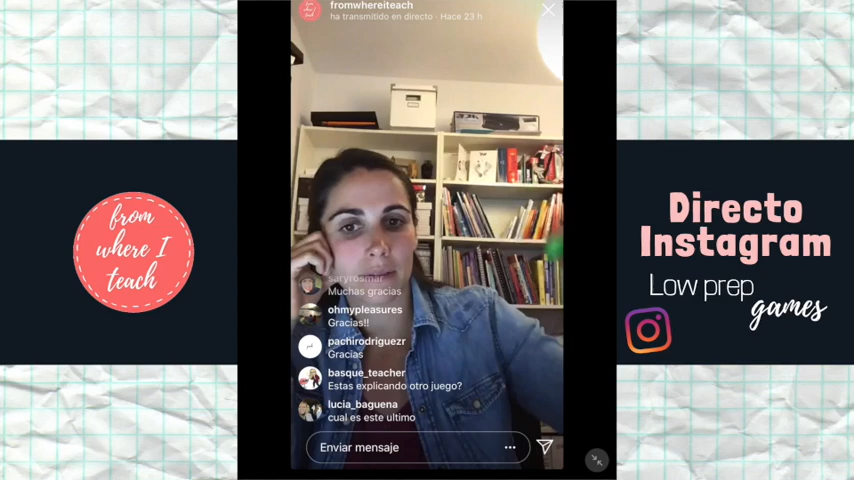 from
where I
teach
fromwhereiteach
ha transmitido en directo · Hace 23 h
saryrosmar
Muchas gracias
ohmypleasures
Gracias!!
pachirodriguezr
Gracias
basque_teacher
Estas explicando otro juego?
lucia_baguena
cual es este ultimo
Enviar mensaje
Directo
Instagram
Low prep
games